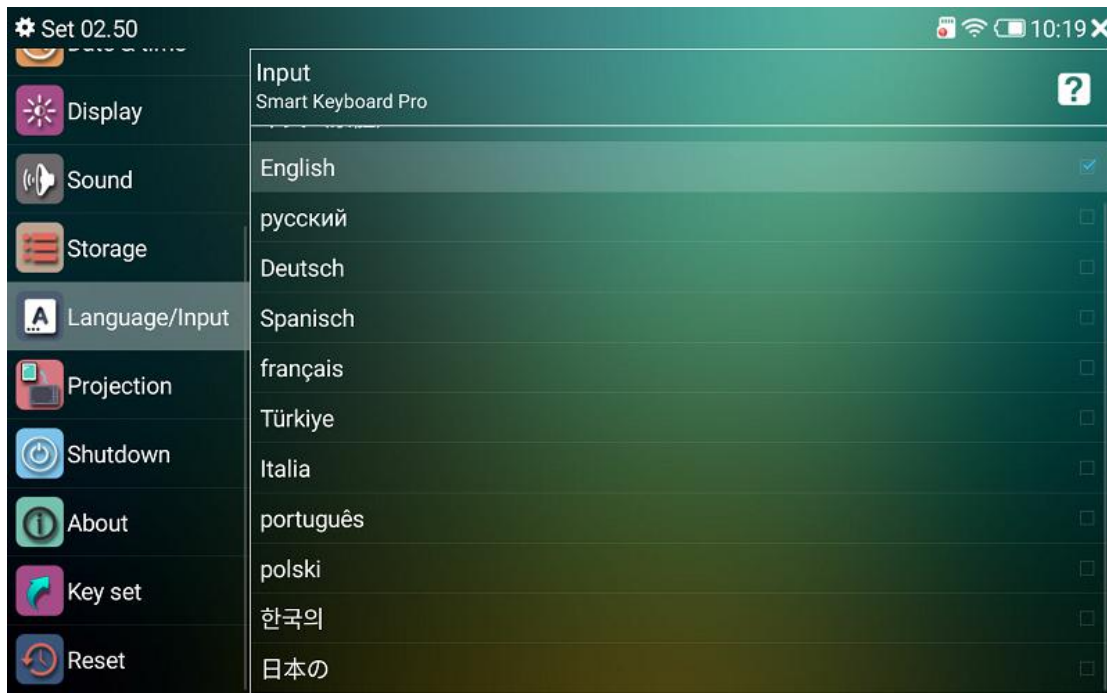 Set 02.50
10:19
Display
Sound
Storage
Language/Input
Projection
Shutdown
About
Key set
Reset
Input
Smart Keyboard Pro
English
русский
Deutsch
Spanisch
français
Türkiye
Italia
português
polski
한국의
日本の